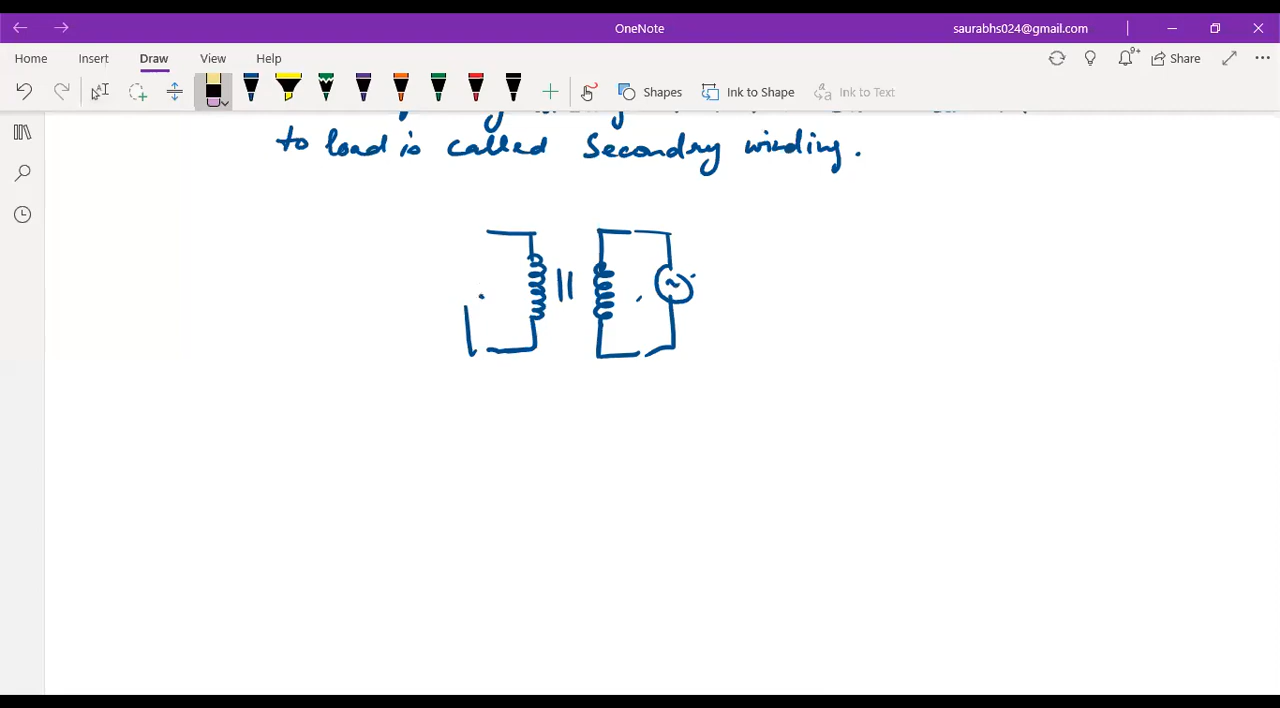 OneNote
saurabhs024@gmail.com
Home Insert Draw View Help
Share
Shapes Ink to Shape Ink to Text
to load is called Secondry winding.